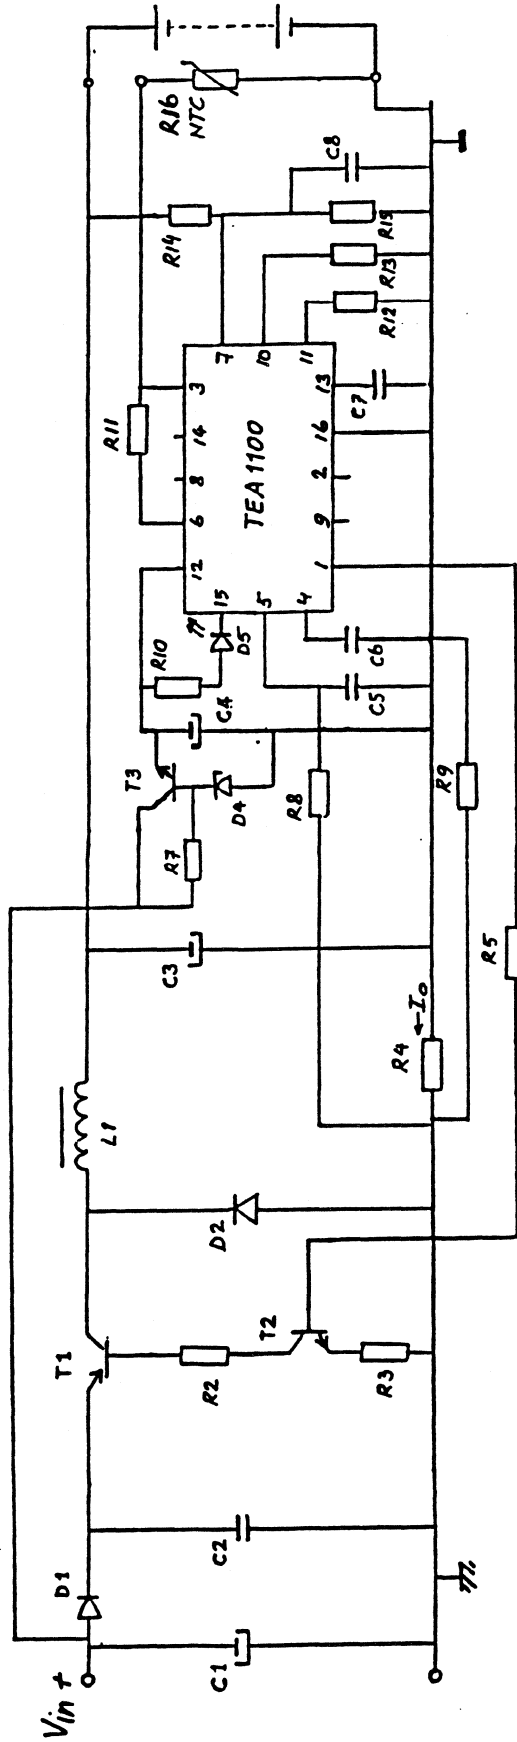 Vin +
D1
C1
C2
T1
R2
T2
R3
D2
L1
R4
←Io
C3
R7
T3
D4
C4
R10
D5
R8
C5
C6
R9
R5
TEA1100
12
6
8
14
3
15
5
4
7
10
11
1
9
2
16
13
R11
C7
R12
R13
R15
R14
C8
R16
NTC